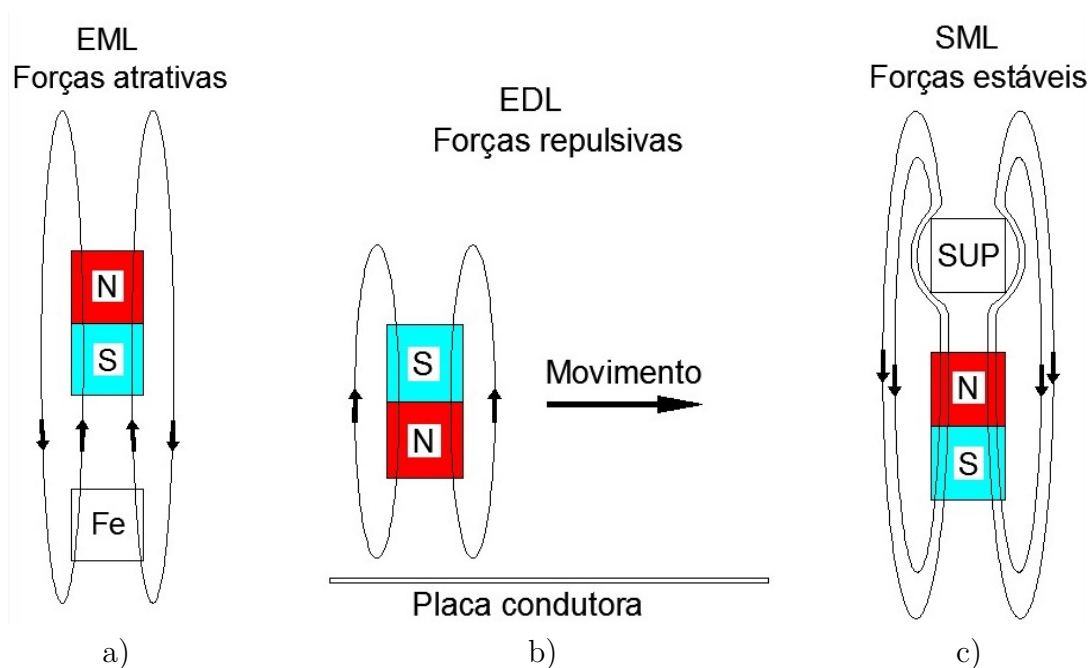 EML
Forças atrativas
N
S
Fe
a)
EDL
Forças repulsivas
S
N
Movimento
Placa condutora
b)
SML
Forças estáveis
SUP
N
S
c)